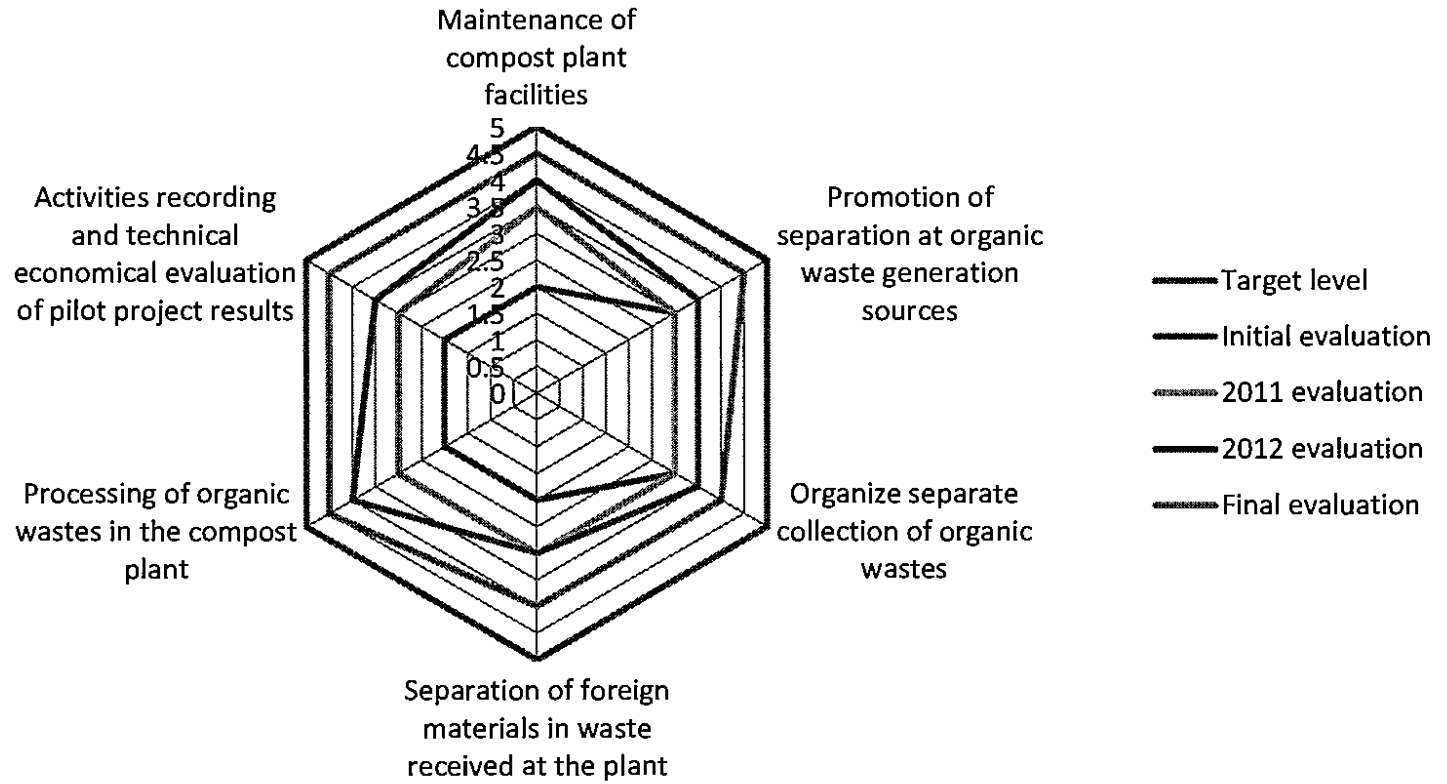 Maintenance of
compost plant
facilities
5
4.5
4
3.5
3
2.5
2
1.5
1
0.5
0
Promotion of
separation at organic
waste generation
sources
Organize separate
collection of organic
wastes
Separation of foreign
materials in waste
received at the plant
Processing of organic
wastes in the compost
plant
Activities recording
and technical
economical evaluation
of pilot project results
Target level
Initial evaluation
2011 evaluation
2012 evaluation
Final evaluation